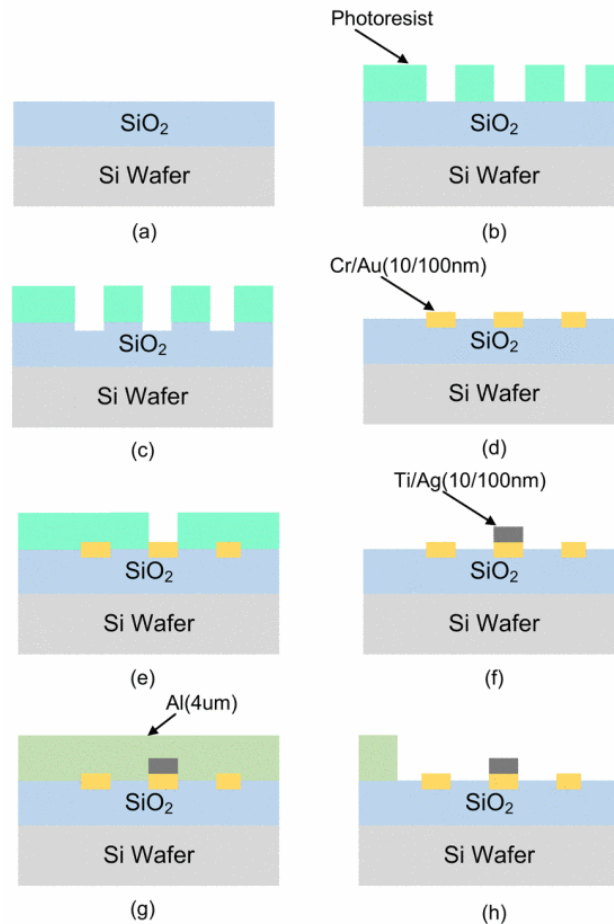 Photoresist
SiO₂
Si Wafer
(a)
SiO₂
Si Wafer
(b)
SiO₂
Si Wafer
(c)
Cr/Au(10/100nm)
SiO₂
Si Wafer
(d)
SiO₂
Si Wafer
(e)
Ti/Ag(10/100nm)
SiO₂
Si Wafer
(f)
Al(4um)
SiO₂
Si Wafer
(g)
SiO₂
Si Wafer
(h)